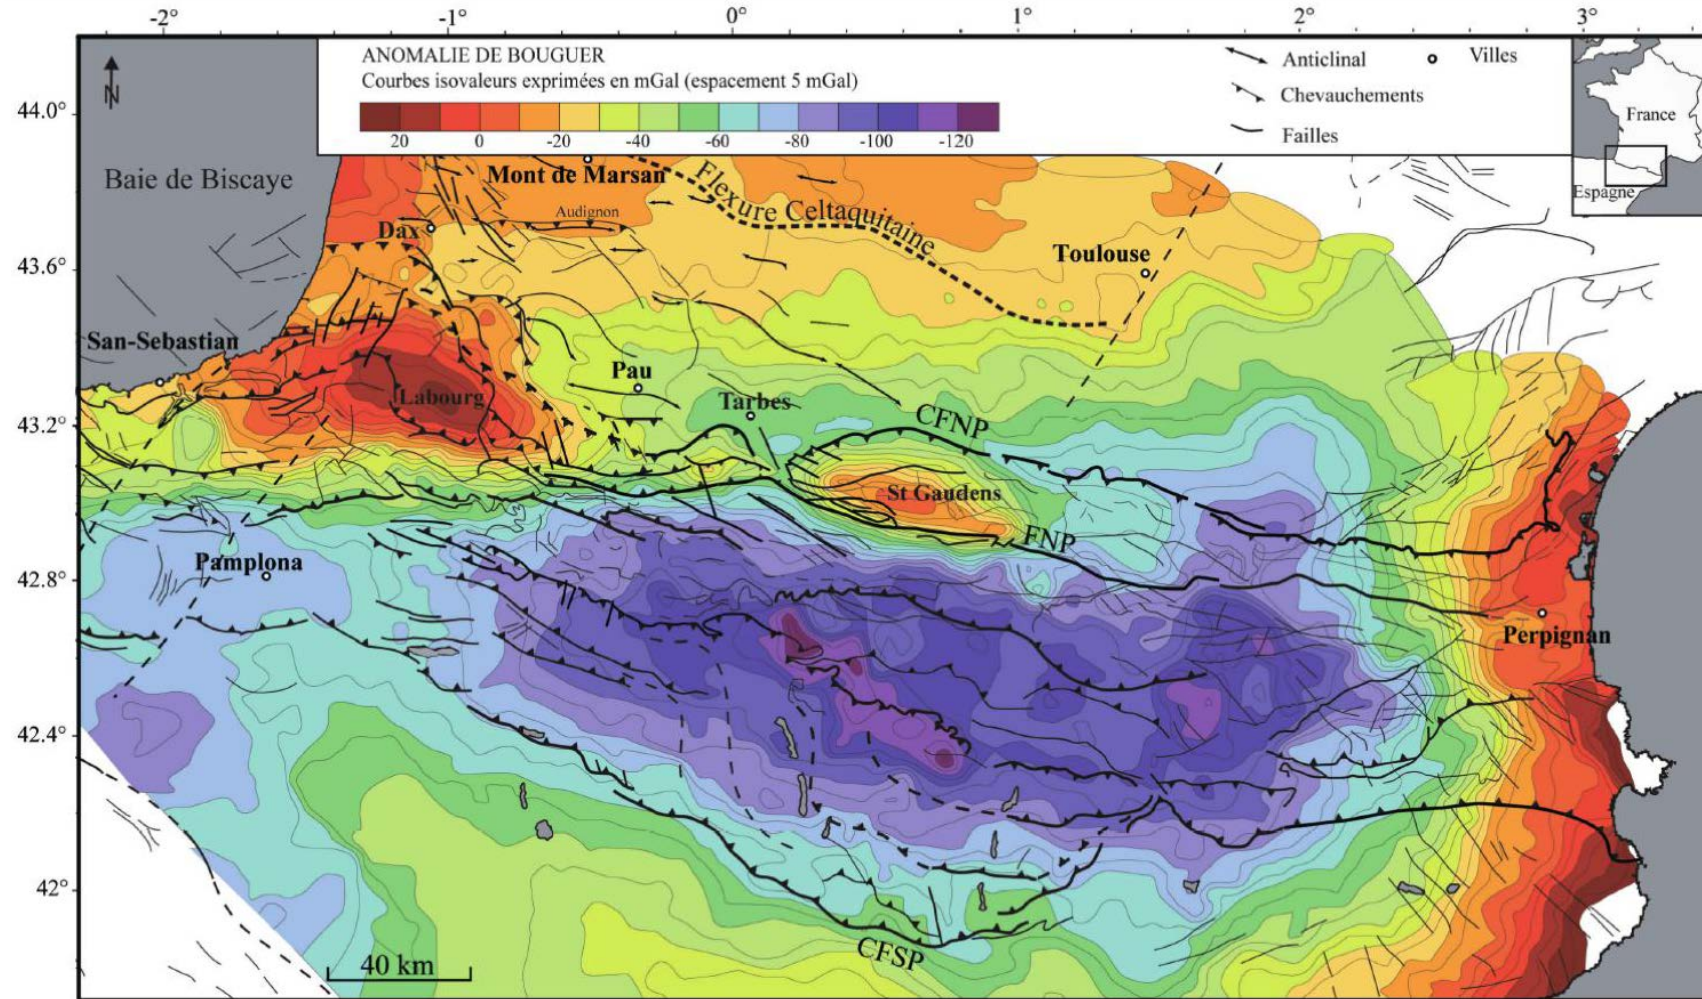 -2°
-1°
0°
1°
2°
3°
ANOMALIE DE BOUGUER
Courbes isovaleurs exprimées en mGal (espacement 5 mGal)
20 0 -20 -40 -60 -80 -100 -120
Anticlinal
Villes
Chevauchements
Failles
France
Espagne
N
44.0°
43.6°
43.2°
42.8°
42.4°
42°
Baie de Biscaye
Mont de Marsan
Flexure Celtaquitaine
Audignon
Dax
Toulouse
San-Sebastian
Pau
Labourg
Tarbes
CFNP
St Gaudens
FNP
Pamplona
Perpignan
CFSP
40 km